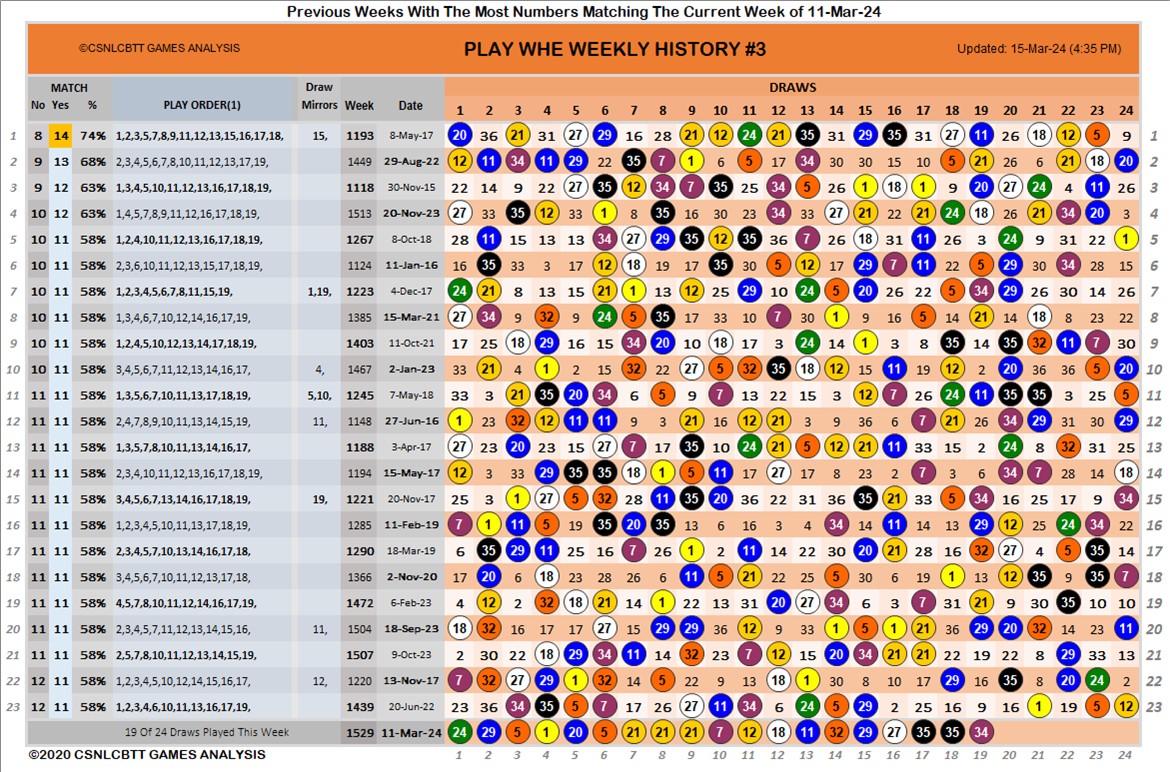 Previous Weeks With The Most Numbers Matching The Current Week of 11-Mar-24
©CSNLCBTT GAMES ANALYSIS PLAY WHE WEEKLY HISTORY #3 Updated: 15-Mar-24 (4:35 PM)
MATCH Draw DRAWS
No Yes % PLAY ORDER(1) Mirrors Week Date 1 2 3 4 5 6 7 8 9 10 11 12 13 14 15 16 17 18 19 20 21 22 23 24
1 8 14 74% 1,2,3,5,7,8,9,11,12,13,15,16,17,18, 15, 1193 8-May-17 20 36 21 31 27 29 16 28 21 12 24 21 35 31 29 35 31 27 11 26 18 12 5 9 1
2 9 13 68% 2,3,4,5,6,7,8,10,11,12,13,17,19, 1449 29-Aug-22 12 11 34 11 29 22 35 7 1 6 5 17 34 30 30 15 10 5 21 26 6 21 18 20 2
3 9 12 63% 1,3,4,5,10,11,12,13,16,17,18,19, 1118 30-Nov-15 22 14 9 22 27 35 12 34 7 35 25 34 5 26 1 18 1 9 20 27 24 4 11 26 3
4 10 12 63% 1,4,5,7,8,9,11,12,16,17,18,19, 1513 20-Nov-23 27 33 35 12 33 1 8 35 16 30 23 34 33 27 21 22 21 24 18 26 21 34 20 3 4
5 10 11 58% 1,2,4,10,11,12,13,16,17,18,19, 1267 8-Oct-18 28 11 15 13 13 34 27 29 35 12 35 36 7 26 18 31 11 26 3 24 9 31 22 1 5
6 10 11 58% 2,3,6,10,11,12,13,15,17,18,19, 1124 11-Jan-16 16 35 33 3 17 12 18 19 17 35 30 5 12 17 29 7 11 22 5 29 30 34 28 15 6
7 10 11 58% 1,2,3,4,5,6,7,8,11,15,19, 1,19, 1223 4-Dec-17 24 21 8 13 15 21 1 13 12 25 29 10 24 5 20 26 22 5 34 29 26 30 14 26 7
8 10 11 58% 1,3,4,6,7,10,12,14,16,17,19, 1385 15-Mar-21 27 34 9 32 9 24 5 35 17 33 10 7 30 1 9 16 5 14 21 14 18 8 23 22 8
9 10 11 58% 1,4,5,10,12,13,14,17,18,19, 1403 11-Oct-21 17 25 18 29 16 15 34 20 10 18 17 3 24 14 1 3 8 35 14 35 32 11 7 30 9
10 10 11 58% 3,4,5,6,7,11,12,13,14,16,17, 4, 1467 2-Jan-23 33 21 4 1 2 15 32 22 27 5 32 35 18 12 15 11 19 12 2 20 36 36 5 20 10
11 10 11 58% 1,3,5,6,7,10,11,13,17,18,19, 5,10, 1245 7-May-18 33 3 21 35 20 34 6 5 9 7 13 22 15 3 12 7 26 24 11 35 35 3 25 5 11
12 11 11 58% 2,4,7,8,9,10,11,13,14,15,19, 11, 1148 27-Jun-16 1 23 32 12 11 11 9 3 21 16 12 21 3 9 36 6 7 21 26 34 29 31 30 29 12
13 11 11 58% 1,3,5,7,8,10,11,13,14,16,17, 1188 3-Apr-17 27 23 20 23 15 27 7 17 35 10 24 21 5 12 21 11 33 15 2 24 8 32 31 25 13
14 11 11 58% 2,3,4,10,11,12,13,16,17,18,19, 1194 15-May-17 12 3 33 29 35 35 18 1 5 11 17 27 17 8 23 2 7 3 6 34 7 28 14 18 14
15 11 11 58% 3,4,5,6,7,13,14,16,17,18,19, 19, 1221 20-Nov-17 25 3 1 27 5 32 28 11 35 20 36 22 31 36 35 21 33 5 34 16 25 17 9 34 15
16 11 11 58% 1,2,3,4,5,10,11,13,17,18,19, 1285 11-Feb-19 7 1 11 5 19 35 20 35 13 6 16 3 4 34 14 11 14 13 29 12 25 24 34 22 16
17 11 11 58% 2,3,4,5,7,10,13,14,16,17,18, 1290 18-Mar-19 6 35 29 11 25 16 7 26 1 2 11 14 22 15 20 21 28 16 32 27 4 5 35 14 17
18 11 11 58% 3,4,5,6,7,10,11,12,13,17,18, 1366 2-Nov-20 17 20 6 18 23 28 26 6 11 5 21 22 25 5 30 6 19 1 13 12 35 9 35 7 18
19 11 11 58% 4,5,7,8,10,11,12,14,16,17,19, 1472 6-Feb-23 4 12 2 32 18 21 14 1 22 13 31 20 27 34 6 3 7 31 21 9 30 35 10 10 19
20 11 11 58% 2,3,4,5,7,11,12,13,14,15,16, 11, 1504 18-Sep-23 18 32 16 17 17 27 15 29 29 36 12 9 33 1 5 1 21 36 29 20 32 14 23 11 20
21 11 11 58% 2,5,7,8,10,11,12,13,14,15,16, 1507 9-Oct-23 2 30 22 18 29 34 11 14 32 23 7 12 15 20 34 21 21 22 19 22 8 29 33 13 21
22 12 11 58% 1,2,4,5,10,11,12,13,14,16,17, 12, 1220 13-Nov-17 7 32 27 29 1 32 14 5 22 9 13 18 1 30 8 10 17 29 16 35 8 20 24 2 22
23 12 11 58% 1,2,3,4,6,10,11,12,16,17,19, 1439 20-Jun-22 23 36 34 35 5 7 17 26 27 11 34 6 24 5 29 2 25 16 9 16 1 19 5 12 23
19 Of 24 Draws Played This Week 1529 11-Mar-24 24 29 5 1 20 5 21 21 21 7 12 18 11 32 29 27 35 35 34
©2020 CSNLCBTT GAMES ANALYSIS 1 2 3 4 5 6 7 8 9 10 11 12 13 14 15 16 17 18 19 20 21 22 23 24